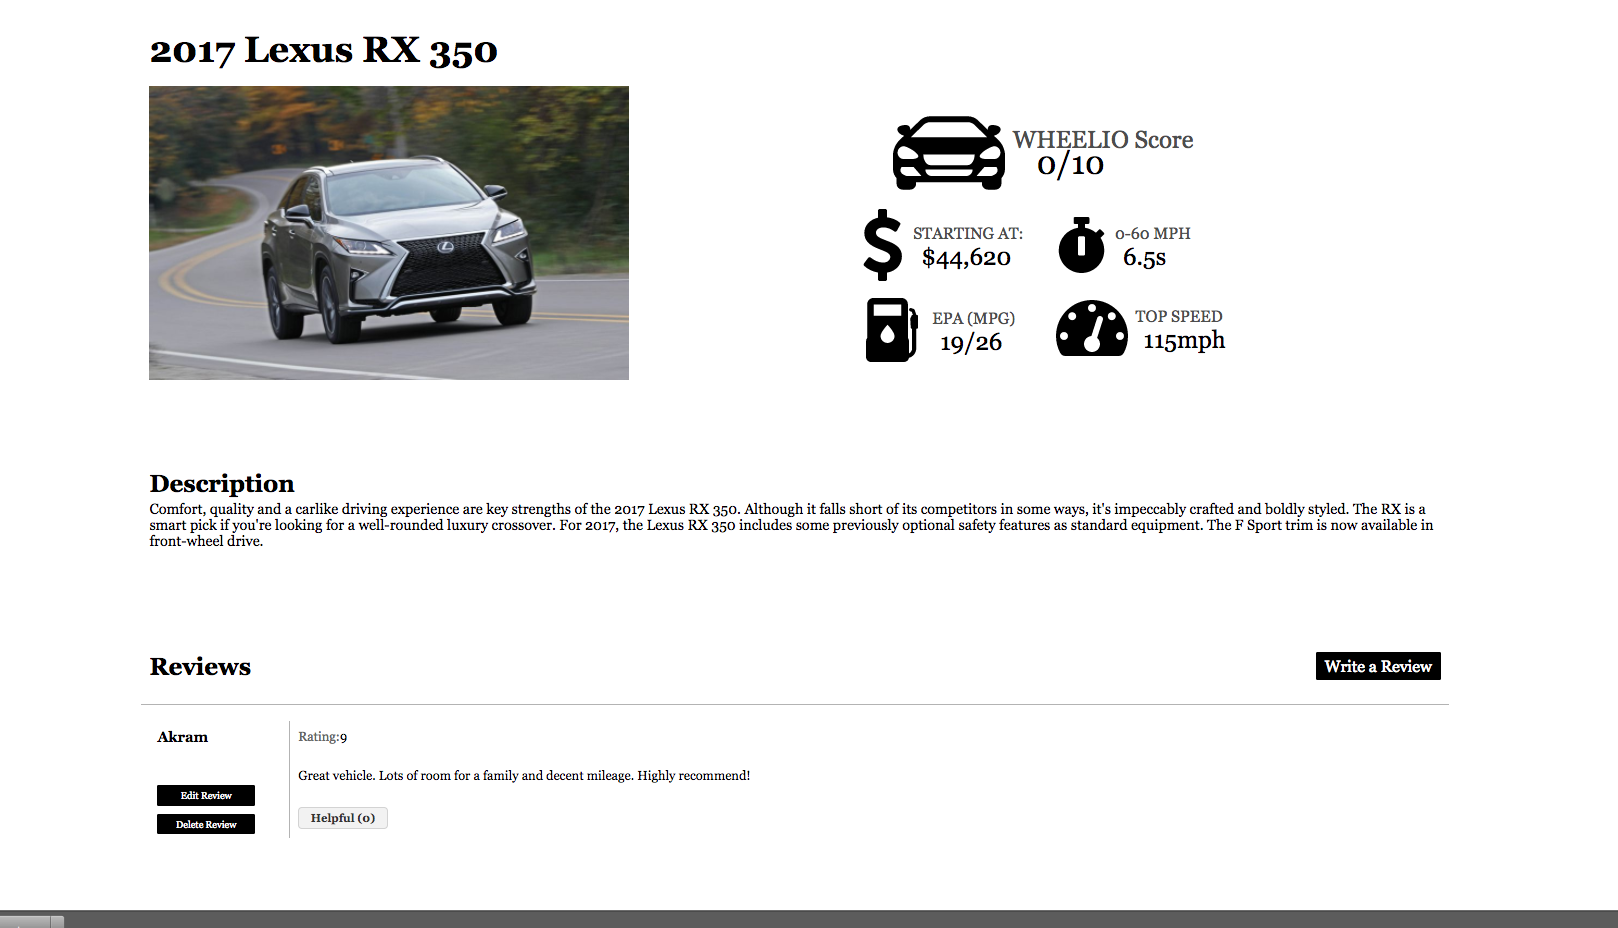 2017 Lexus RX 350
WHEELIO Score
0/10
STARTING AT:
$44,620
0-60 MPH
6.5s
EPA (MPG)
19/26
TOP SPEED
115mph
Description
Comfort, quality and a carlike driving experience are key strengths of the 2017 Lexus RX 350. Although it falls short of its competitors in some ways, it's impeccably crafted and boldly styled. The RX is a
smart pick if you're looking for a well-rounded luxury crossover. For 2017, the Lexus RX 350 includes some previously optional safety features as standard equipment. The F Sport trim is now available in
front-wheel drive.
Reviews
Write a Review
Akram
Rating:9
Great vehicle. Lots of room for a family and decent mileage. Highly recommend!
Edit Review
Helpful (0)
Delete Review